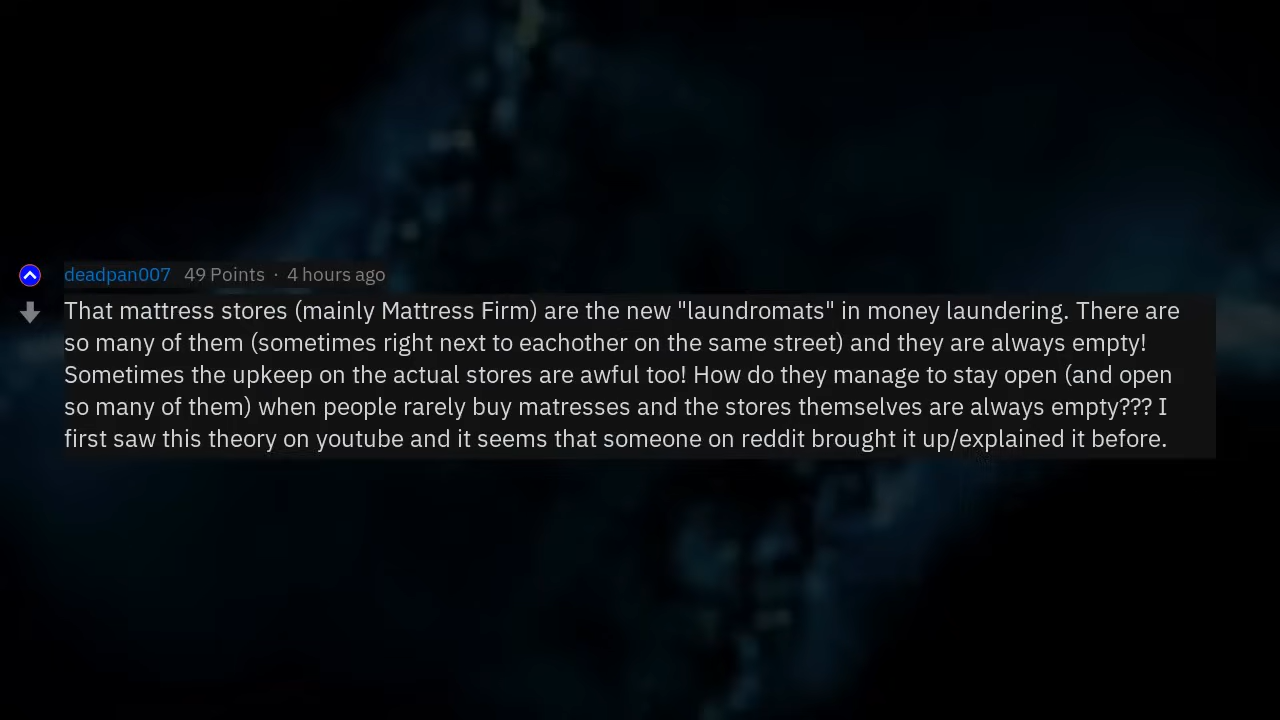 deadpan007 49 Points · 4 hours ago
That mattress stores (mainly Mattress Firm) are the new "laundromats" in money laundering. There are
so many of them (sometimes right next to eachother on the same street) and they are always empty!
Sometimes the upkeep on the actual stores are awful too! How do they manage to stay open (and open
so many of them) when people rarely buy matresses and the stores themselves are always empty??? I
first saw this theory on youtube and it seems that someone on reddit brought it up/explained it before.